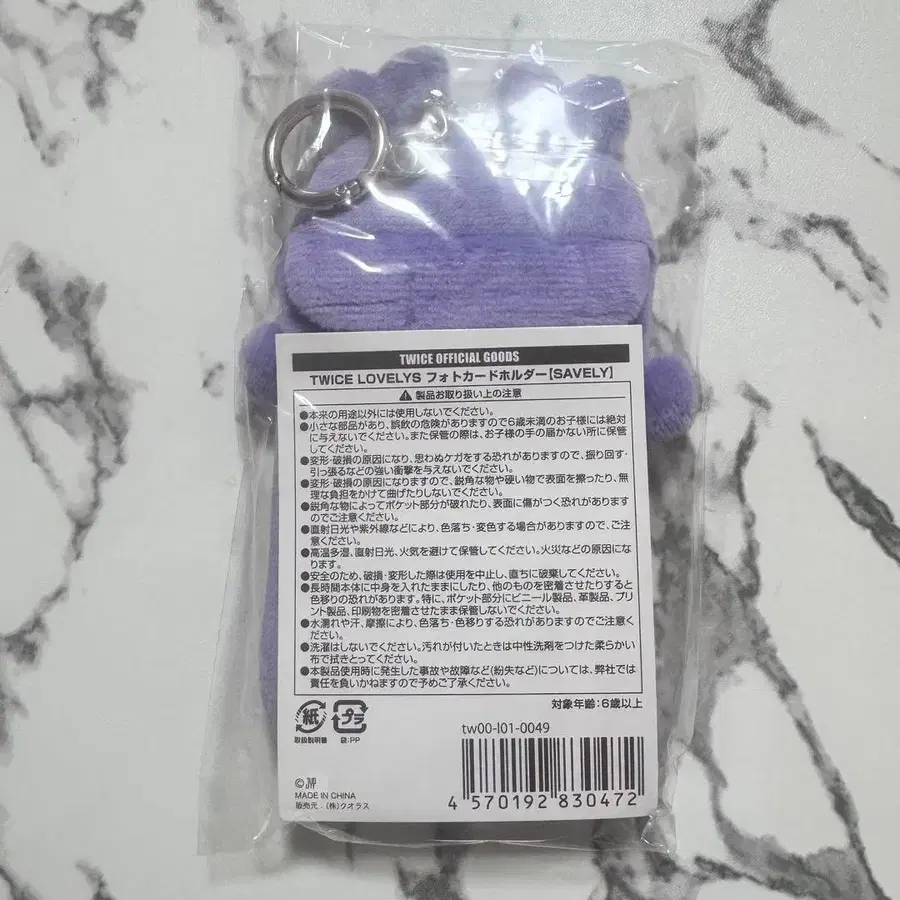 TWICE OFFICIAL GOODS
TWICE LOVELYS フォトカードホルダー[SAVELY]
⚠製品お取り扱い上の注意
●本来の用途以外には使用しないでください。
●小さな部品があり、誤飲の危険がありますので6歳未満のお子様には絶対
に与えないでください。また保管の際は、お子様の手の届かない所に保管
してください。
●変形・破損の原因になり、思わぬケガをする恐れがありますので、振り回す・
引っ張るなどの強い衝撃を与えないでください。
●変形・破損の原因になりますので、鋭角な物や硬い物で表面を擦ったり、無
理な負担をかけて曲げたりしないでください。
●鋭角な物によってポケット部分が破れたり、表面に傷がつく恐れがあります
のでご注意ください。
●直射日光や紫外線などにより、色落ち・変色する場合がありますので、ご注
意ください。
●高温多湿、直射日光、火気を避けて保管してください。火災などの原因にな
ります。
●安全のため、破損・変形した際は使用を中止し、直ちに破棄してください。
●長時間本体に中身を入れたままにしたり、他のものを密着させたりすると
色移りの恐れがあります。特に、ポケット部分にビニール製品、革製品、プリ
ント製品、印刷物を密着させたまま保管しないでください。
●水濡れや汗、摩擦により、色落ち・色移りする恐れがありますのでご注意く
ださい。
●洗濯はしないでください。汚れが付いたときは中性洗剤をつけた柔らかい
布で拭きとってください。
●本製品使用時に発生した事故や故障など(紛失など)については、弊社では
責任を負いかねますので予めご了承ください。
対象年齢:6歳以上
紙 プラ
取扱説明書 袋:PP
tw00-l01-0049
4 570192 830472
© JYP
MADE IN CHINA
販売元:(株)クオラス